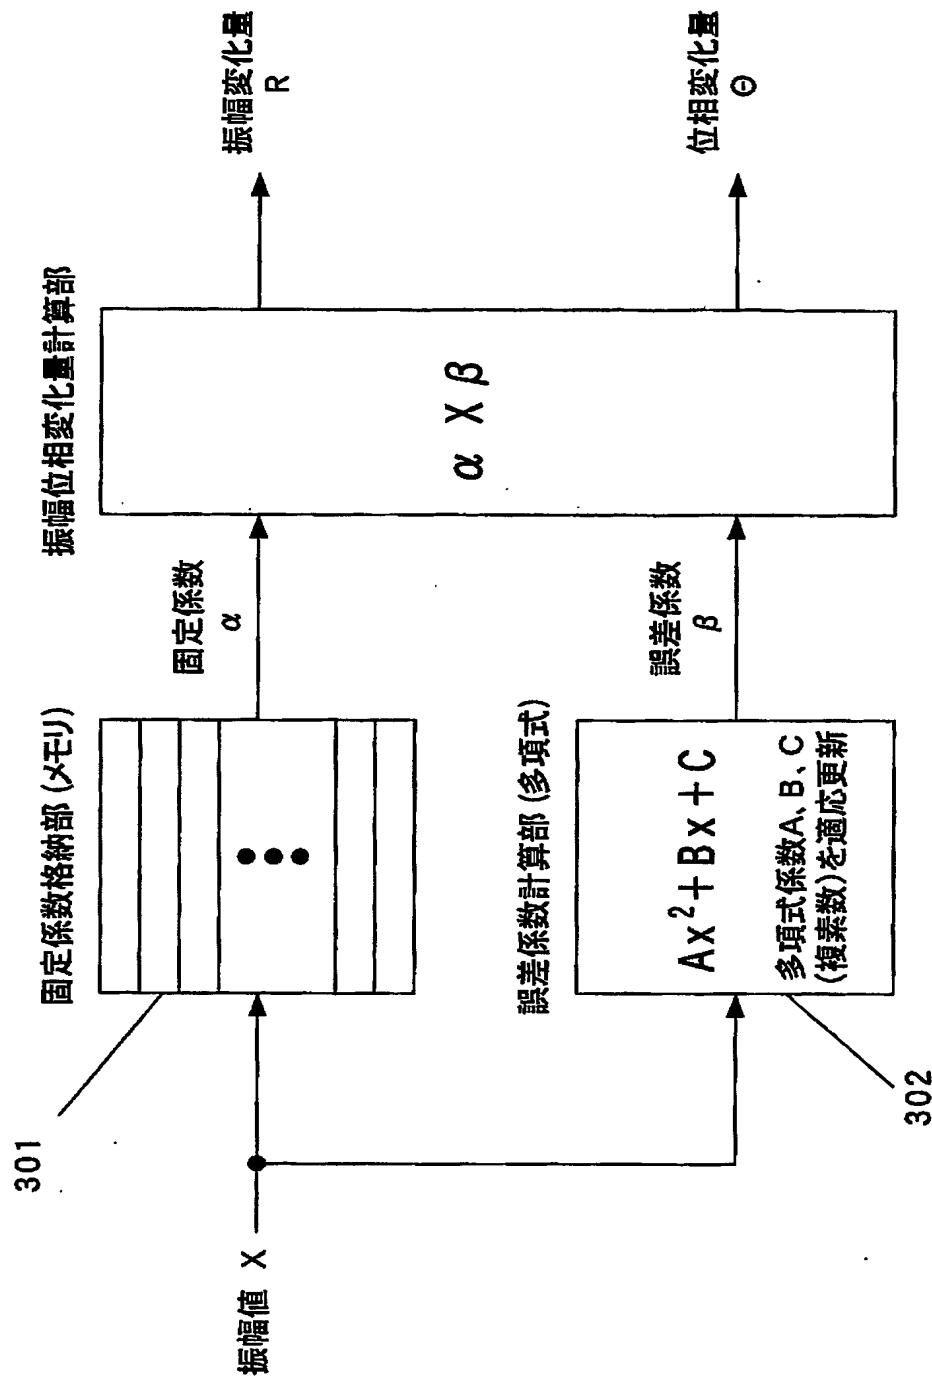 振幅値 X
301
固定係数格納部(メモリ)
固定係数
α
誤差係数計算部(多項式)
Ax²+Bx+C
多項式係数A、B、C
(複素数)を適応更新
302
誤差係数
β
振幅位相変化量計算部
α X β
振幅変化量
R
位相変化量
Θ